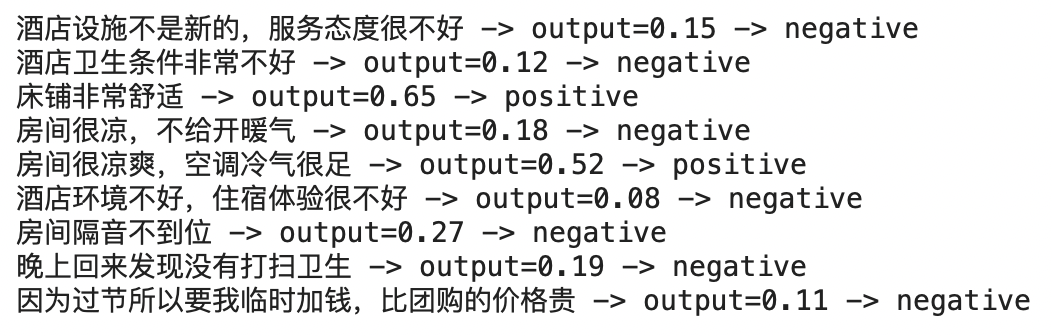 酒店设施不是新的，服务态度很不好 -> output=0.15 -> negative
酒店卫生条件非常不好 -> output=0.12 -> negative
床铺非常舒适 -> output=0.65 -> positive
房间很凉，不给开暖气 -> output=0.18 -> negative
房间很凉爽，空调冷气很足 -> output=0.52 -> positive
酒店环境不好，住宿体验很不好 -> output=0.08 -> negative
房间隔音不到位 -> output=0.27 -> negative
晚上回来发现没有打扫卫生 -> output=0.19 -> negative
因为过节所以要我临时加钱，比团购的价格贵 -> output=0.11 -> negative